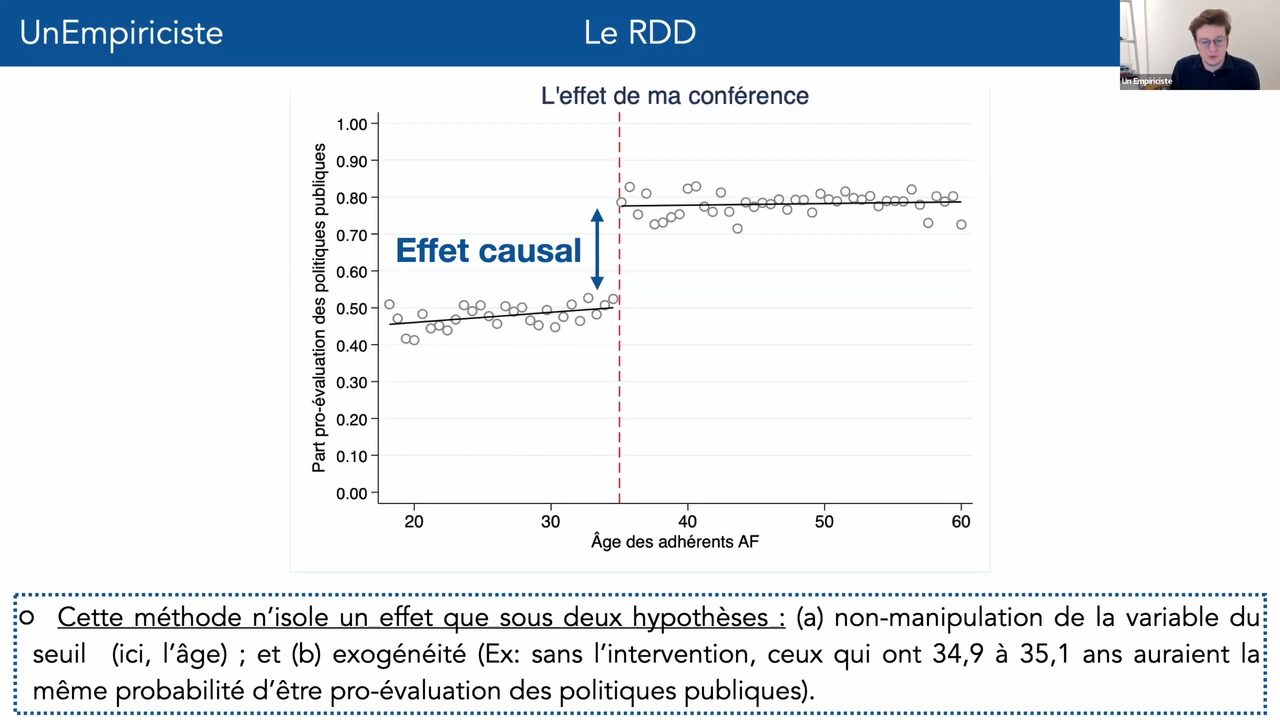 UnEmpiriciste
Le RDD
Un Empiriciste
L'effet de ma conférence
Part pro-évaluation des politiques publiques
1.00
0.90
0.80
0.70
0.60
0.50
0.40
0.30
0.20
0.10
0.00
Effet causal
20 30 40 50 60
Âge des adhérents AF
Cette méthode n’isole un effet que sous deux hypothèses : (a) non-manipulation de la variable du
seuil (ici, l’âge) ; et (b) exogénéité (Ex: sans l’intervention, ceux qui ont 34,9 à 35,1 ans auraient la
même probabilité d’être pro-évaluation des politiques publiques).